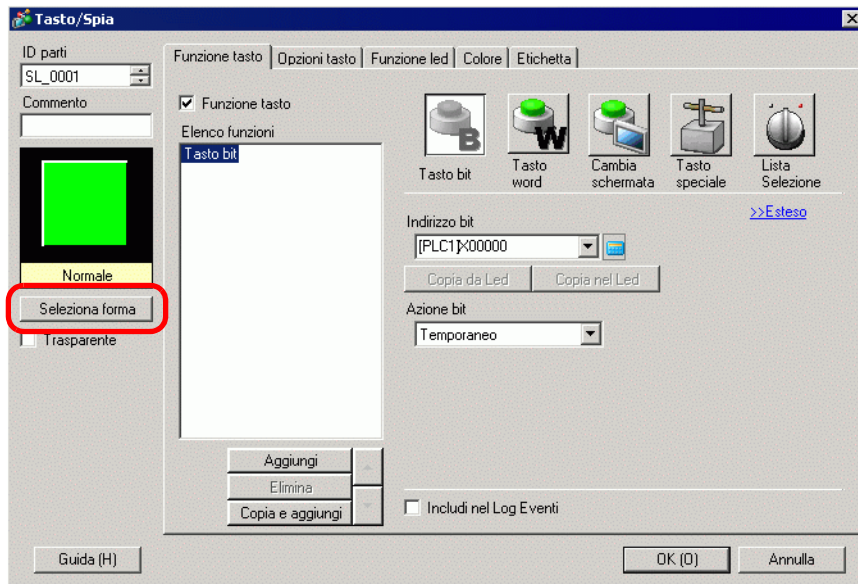 Tasto/Spia
ID parti
SL_0001
Commento
Normale
Seleziona forma
Trasparente
Funzione tasto
Opzioni tasto
Funzione led
Colore
Etichetta
Funzione tasto
Elenco funzioni
Tasto bit
Aggiungi
Elimina
Copia e aggiungi
B
W
Tasto bit
Tasto
word
Cambia
schermata
Tasto
speciale
Lista
Selezione
>>Esteso
Indirizzo bit
[PLC1]X00000
Copia da Led
Copia nel Led
Azione bit
Temporaneo
Includi nel Log Eventi
Guida (H)
OK (O)
Annulla